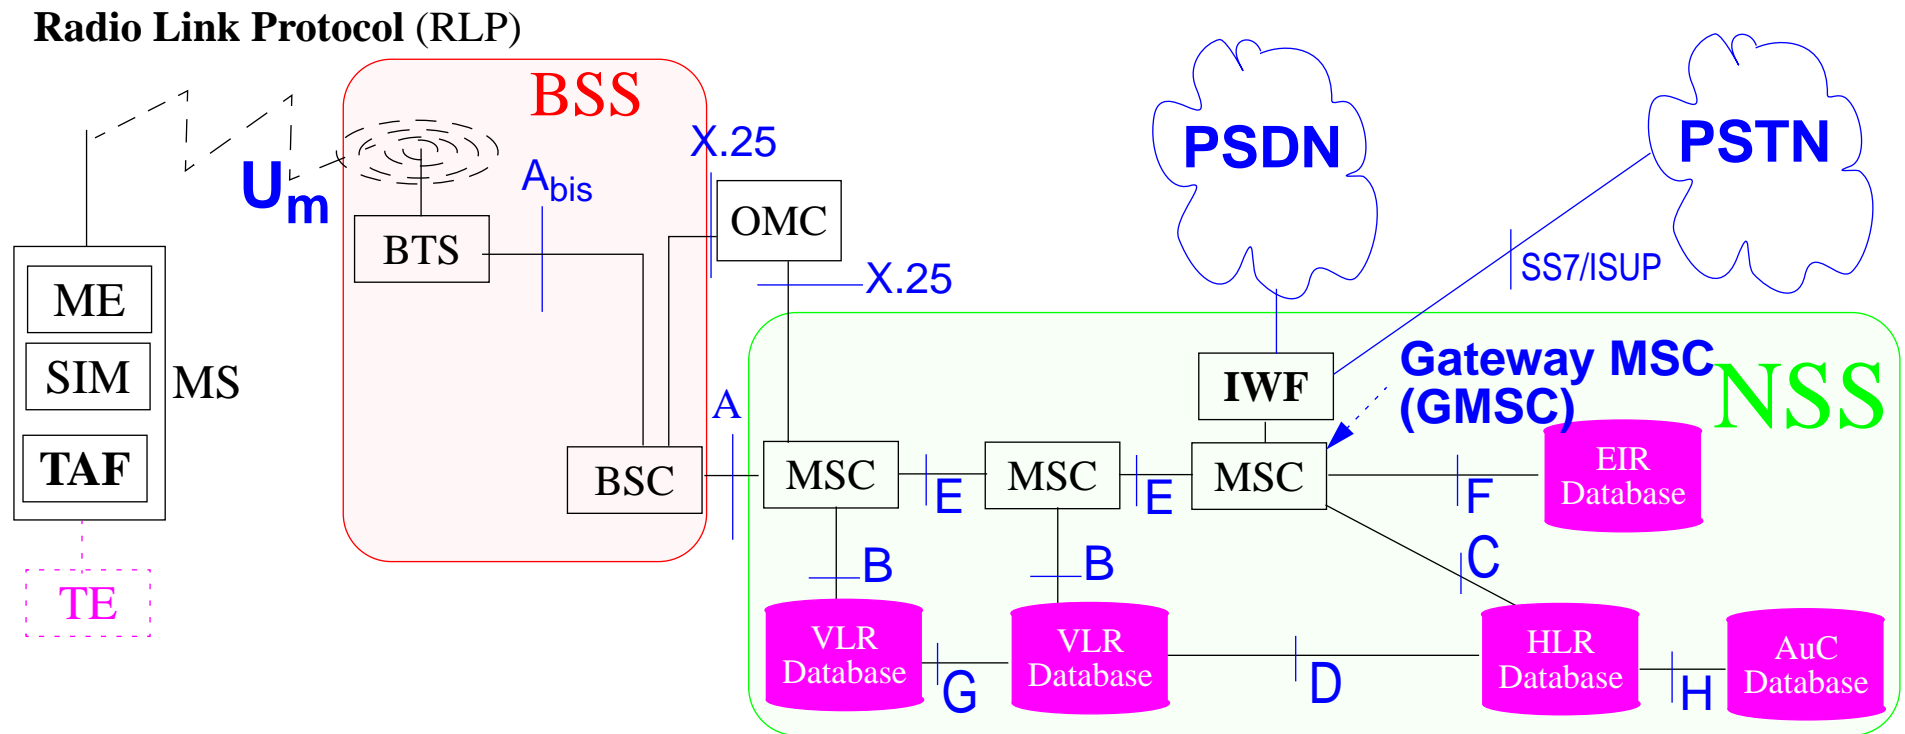 Radio Link Protocol (RLP)
BSS
PSDN
PSTN
X.25
Um
Abis
OMC
BTS
SS7/ISUP
X.25
ME
SIM
MS
TAF
TE
Gateway MSC
(GMSC)
NSS
IWF
A
BSC
MSC
E
MSC
E
MSC
F
EIR
Database
B
B
C
VLR
Database
G
VLR
Database
D
HLR
Database
H
AuC
Database